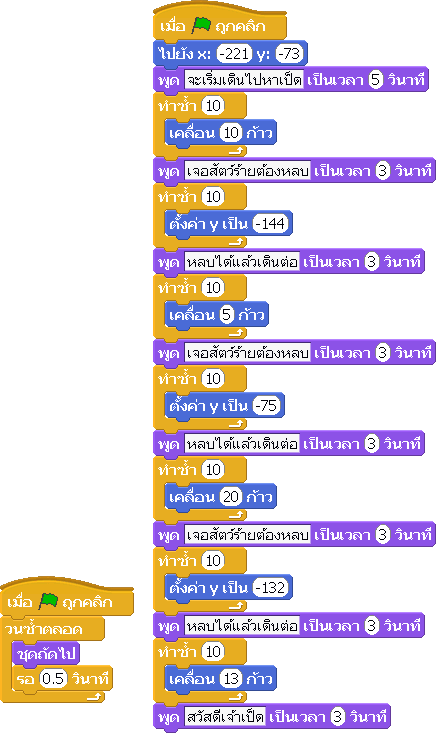 เมื่อ ถูกคลิก
ไปยัง x: -221 y: -73
พูด จะเริ่มเดินไปหาเป็ด เป็นเวลา 5 วินาที
ทำซ้ำ 10
เคลื่อน 10 ก้าว
พูด เจอสัตว์ร้ายต้องหลบ เป็นเวลา 3 วินาที
ทำซ้ำ 10
ตั้งค่า y เป็น -144
พูด หลบได้แล้วเดินต่อ เป็นเวลา 3 วินาที
ทำซ้ำ 10
เคลื่อน 5 ก้าว
พูด เจอสัตว์ร้ายต้องหลบ เป็นเวลา 3 วินาที
ทำซ้ำ 10
ตั้งค่า y เป็น -75
พูด หลบได้แล้วเดินต่อ เป็นเวลา 3 วินาที
ทำซ้ำ 10
เคลื่อน 20 ก้าว
พูด เจอสัตว์ร้ายต้องหลบ เป็นเวลา 3 วินาที
ทำซ้ำ 10
ตั้งค่า y เป็น -132
พูด หลบได้แล้วเดินต่อ เป็นเวลา 3 วินาที
ทำซ้ำ 10
เคลื่อน 13 ก้าว
พูด สวัสดีเจ้าเป็ด เป็นเวลา 3 วินาที
เมื่อ ถูกคลิก
วนซ้ำตลอด
ชุดถัดไป
รอ 0.5 วินาที